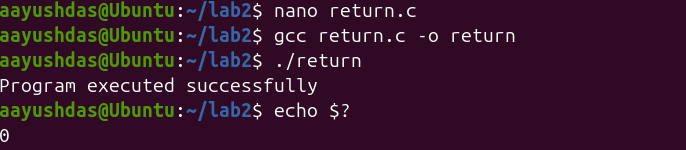 aayushdas@Ubuntu:~/lab2$ nano return.c
aayushdas@Ubuntu:~/lab2$ gcc return.c -o return
aayushdas@Ubuntu:~/lab2$ ./return
Program executed successfully
aayushdas@Ubuntu:~/lab2$ echo $?
0